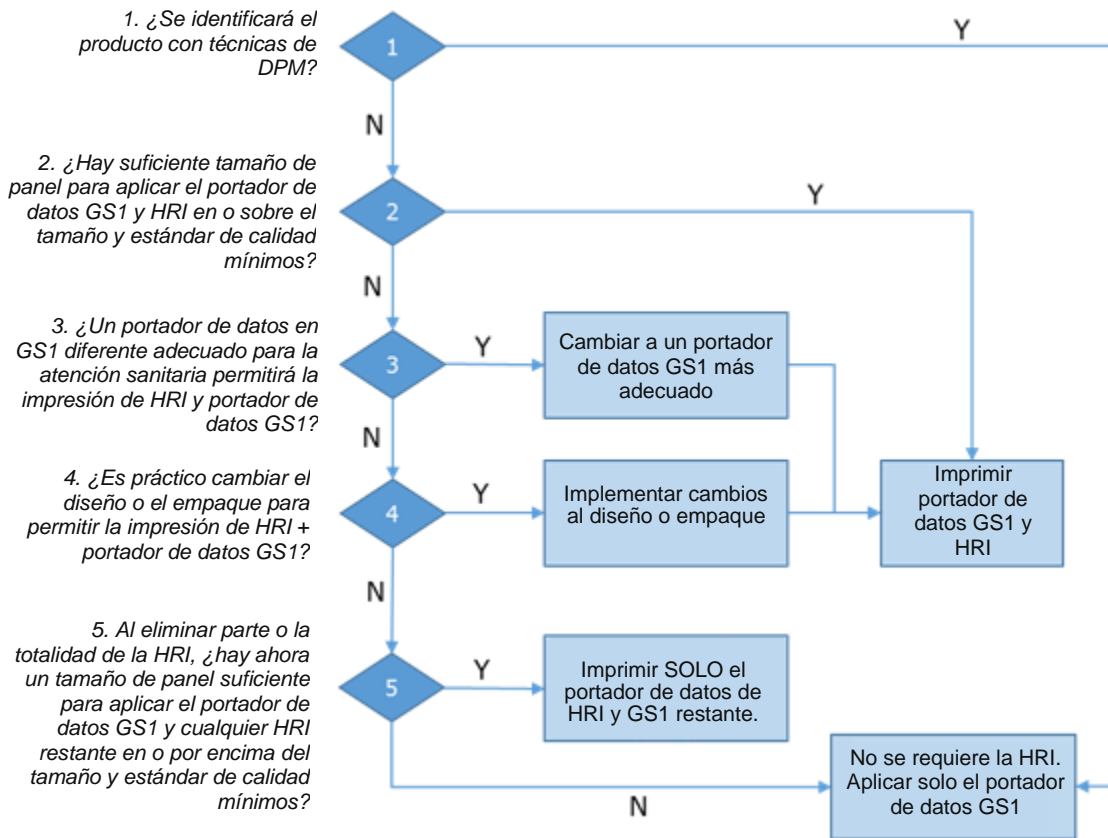 1. ¿Se identificará el
producto con técnicas de
DPM?
1
Y
N
2. ¿Hay suficiente tamaño de
panel para aplicar el portador de
datos GS1 y HRI en o sobre el
tamaño y estándar de calidad
mínimos?
2
Y
N
3. ¿Un portador de datos en
GS1 diferente adecuado para la
atención sanitaria permitirá la
impresión de HRI y portador de
datos GS1?
3
Y
Cambiar a un portador
de datos GS1 más
adecuado
N
4. ¿Es práctico cambiar el
diseño o el empaque para
permitir la impresión de HRI +
portador de datos GS1?
4
Y
Implementar cambios
al diseño o empaque
Imprimir
portador de
datos GS1 y
HRI
N
5. Al eliminar parte o la
totalidad de la HRI, ¿hay ahora
un tamaño de panel suficiente
para aplicar el portador de
datos GS1 y cualquier HRI
restante en o por encima del
tamaño y estándar de calidad
mínimos?
5
Y
Imprimir SOLO el
portador de datos de
HRI y GS1 restante.
N
No se requiere la HRI.
Aplicar solo el portador
de datos GS1